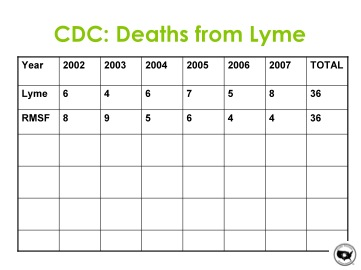 CDC: Deaths from Lyme
Year 2002 2003 2004 2005 2006 2007 TOTAL
Lyme 6 4 6 7 5 8 36
RMSF 8 9 5 6 4 4 36